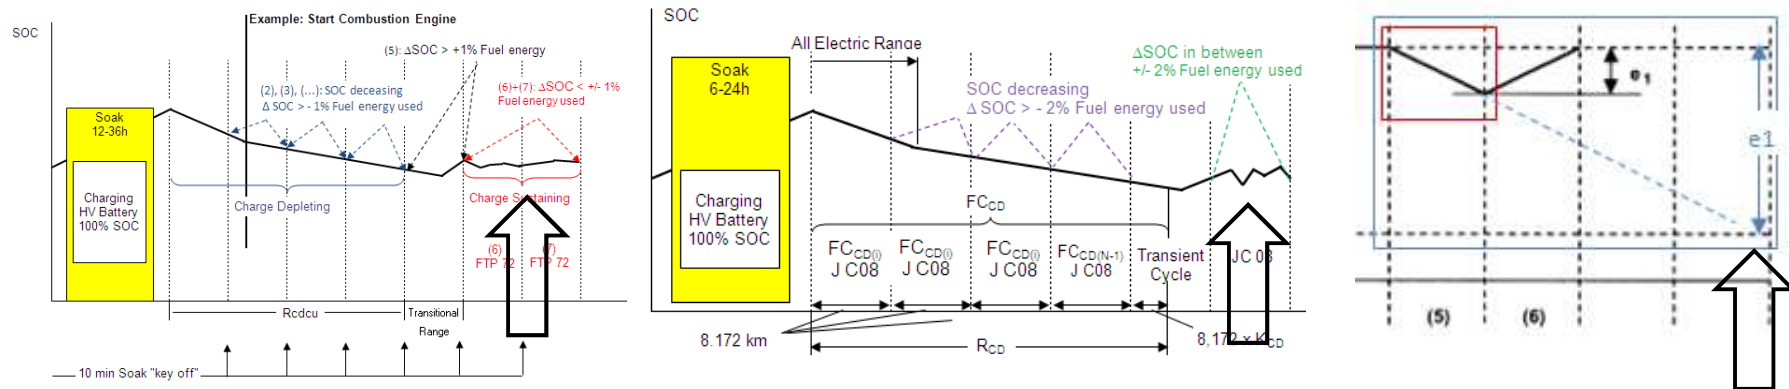 Example: Start Combustion Engine
SOC
(5): ΔSOC > +1% Fuel energy
(2), (3), (...): SOC deceasing
Δ SOC > - 1% Fuel energy used
(6)+(7): ΔSOC < +/- 1%
Fuel energy used
Soak
12-36h
Charging
HV Battery
100% SOC
Charge Depleting
Charge Sustaining
(6)
FTP 72
(7)
FTP 72
Rcdcu
Transitional
Range
10 min Soak "key off"
SOC
All Electric Range
ΔSOC in between
+/- 2% Fuel energy used
SOC decreasing
Δ SOC > - 2% Fuel energy used
Soak
6-24h
Charging
HV Battery
100% SOC
FCCD
FCCD(i)
J C08
FCCD(i)
J C08
FCCD(i)
J C08
FCCD(N-1)
J C08
Transient
Cycle
JC 08
8.172 km
8,172 x KCD
RCD
e1
e1
(5)
(6)